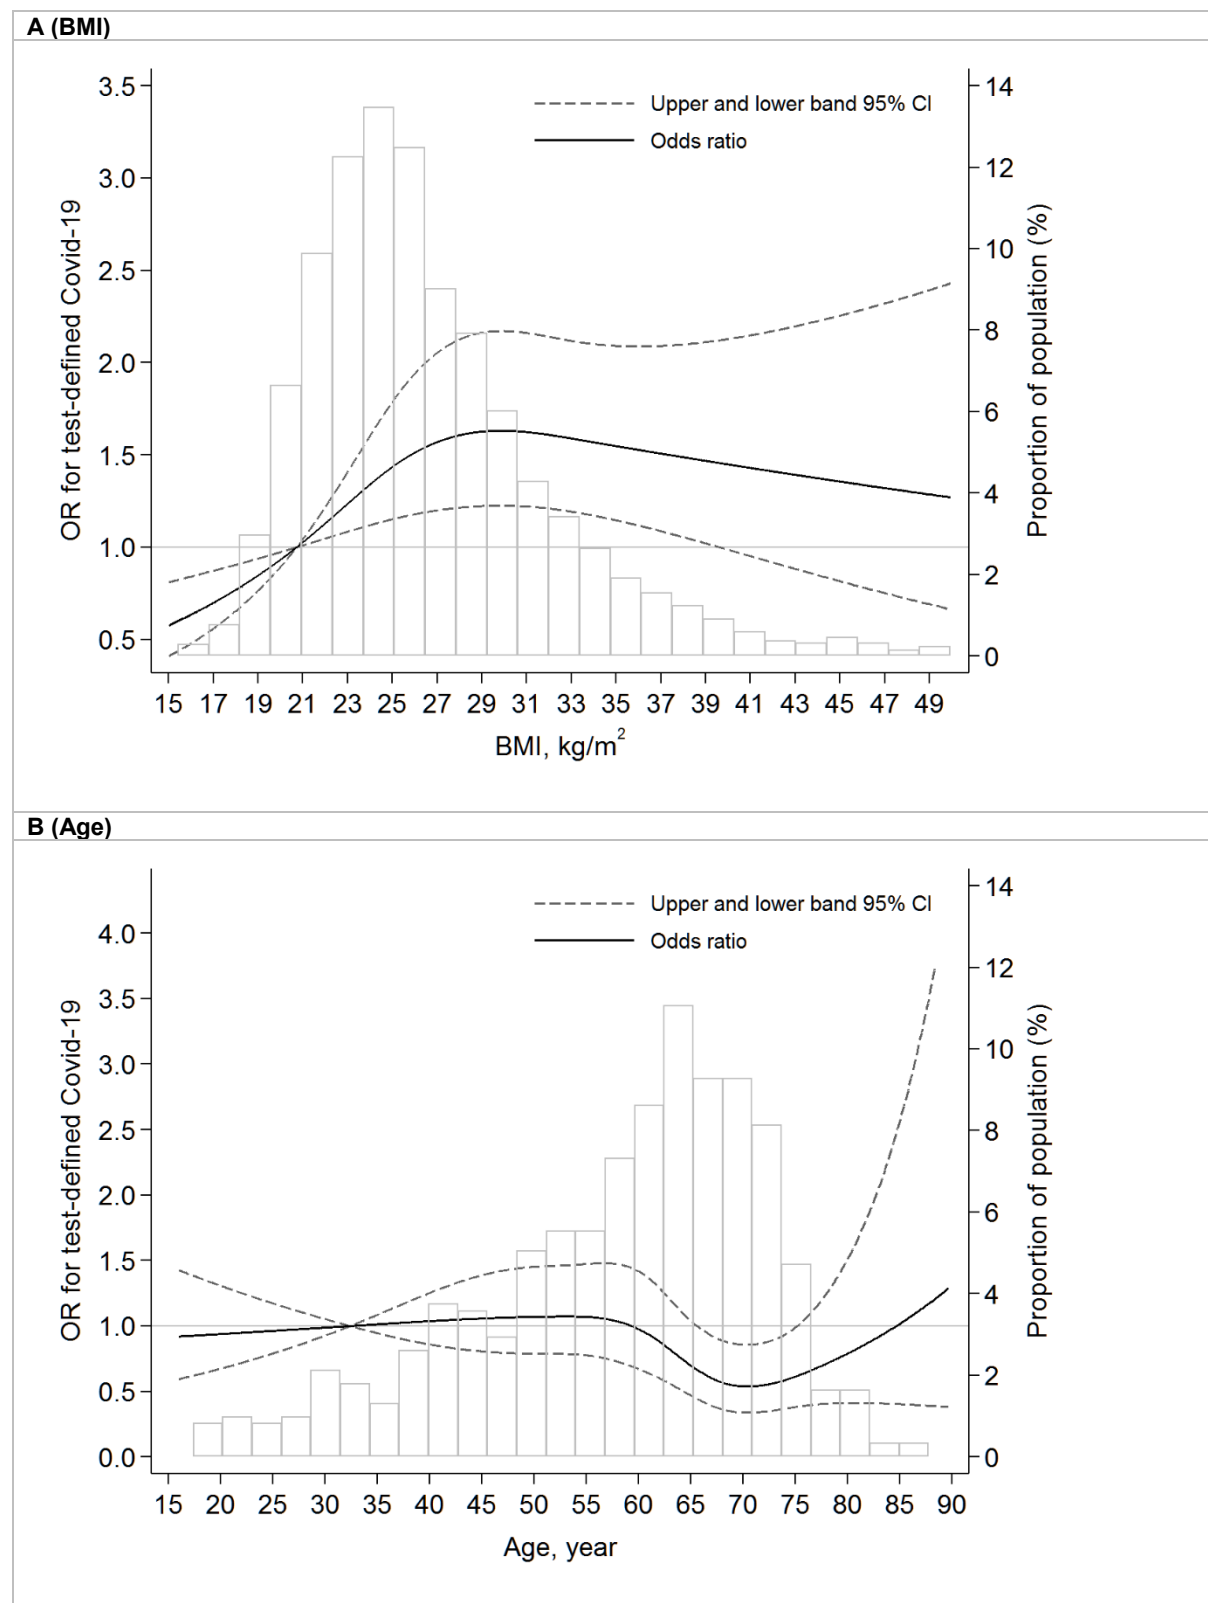 A (BMI)
3.5
3.0
2.5
2.0
1.5
1.0
0.5
OR for test-defined Covid-19
Upper and lower band 95% CI
Odds ratio
14
12
10
8
6
4
2
0
Proportion of population (%)
15 17 19 21 23 25 27 29 31 33 35 37 39 41 43 45 47 49
BMI, kg/m²
B (Age)
4.0
3.5
3.0
2.5
2.0
1.5
1.0
0.5
0.0
OR for test-defined Covid-19
Upper and lower band 95% CI
Odds ratio
14
12
10
8
6
4
2
0
Proportion of population (%)
15 20 25 30 35 40 45 50 55 60 65 70 75 80 85 90
Age, year